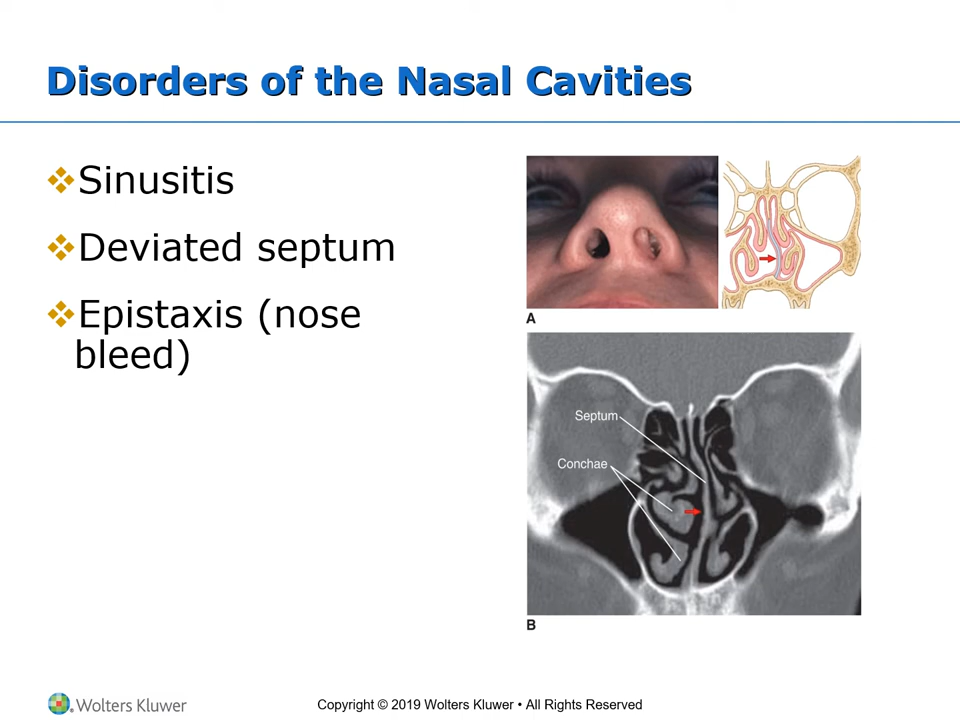 Disorders of the Nasal Cavities
❖Sinusitis
❖Deviated septum
❖Epistaxis (nose
bleed)
A
Septum
Conchae
B
Wolters Kluwer
Copyright © 2019 Wolters Kluwer • All Rights Reserved